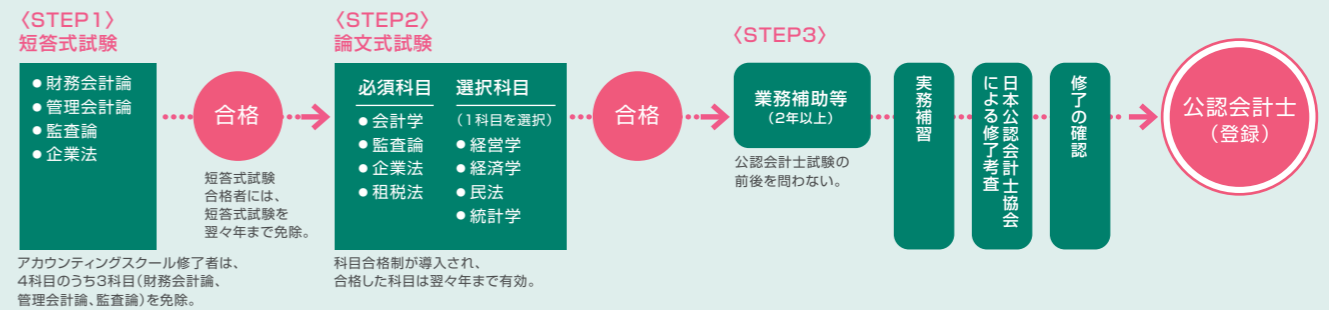 〈STEP1〉
短答式試験
●財務会計論
●管理会計論
●監査論
●企業法
アカウンティングスクール修了者は、
4科目のうち3科目(財務会計論、
管理会計論、監査論)を免除。
合格
短答式試験
合格者には、
短答式試験を
翌々年まで免除。
〈STEP2〉
論文式試験
必須科目
●会計学
●監査論
●企業法
●租税法
選択科目
(1科目を選択)
●経営学
●経済学
●民法
●統計学
科目合格制が導入され、
合格した科目は翌々年まで有効。
合格
〈STEP3〉
業務補助等
(2年以上)
公認会計士試験の
前後を問わない。
実務補習
日本公認会計士協会
による修了考査
修了の確認
公認会計士
(登録)